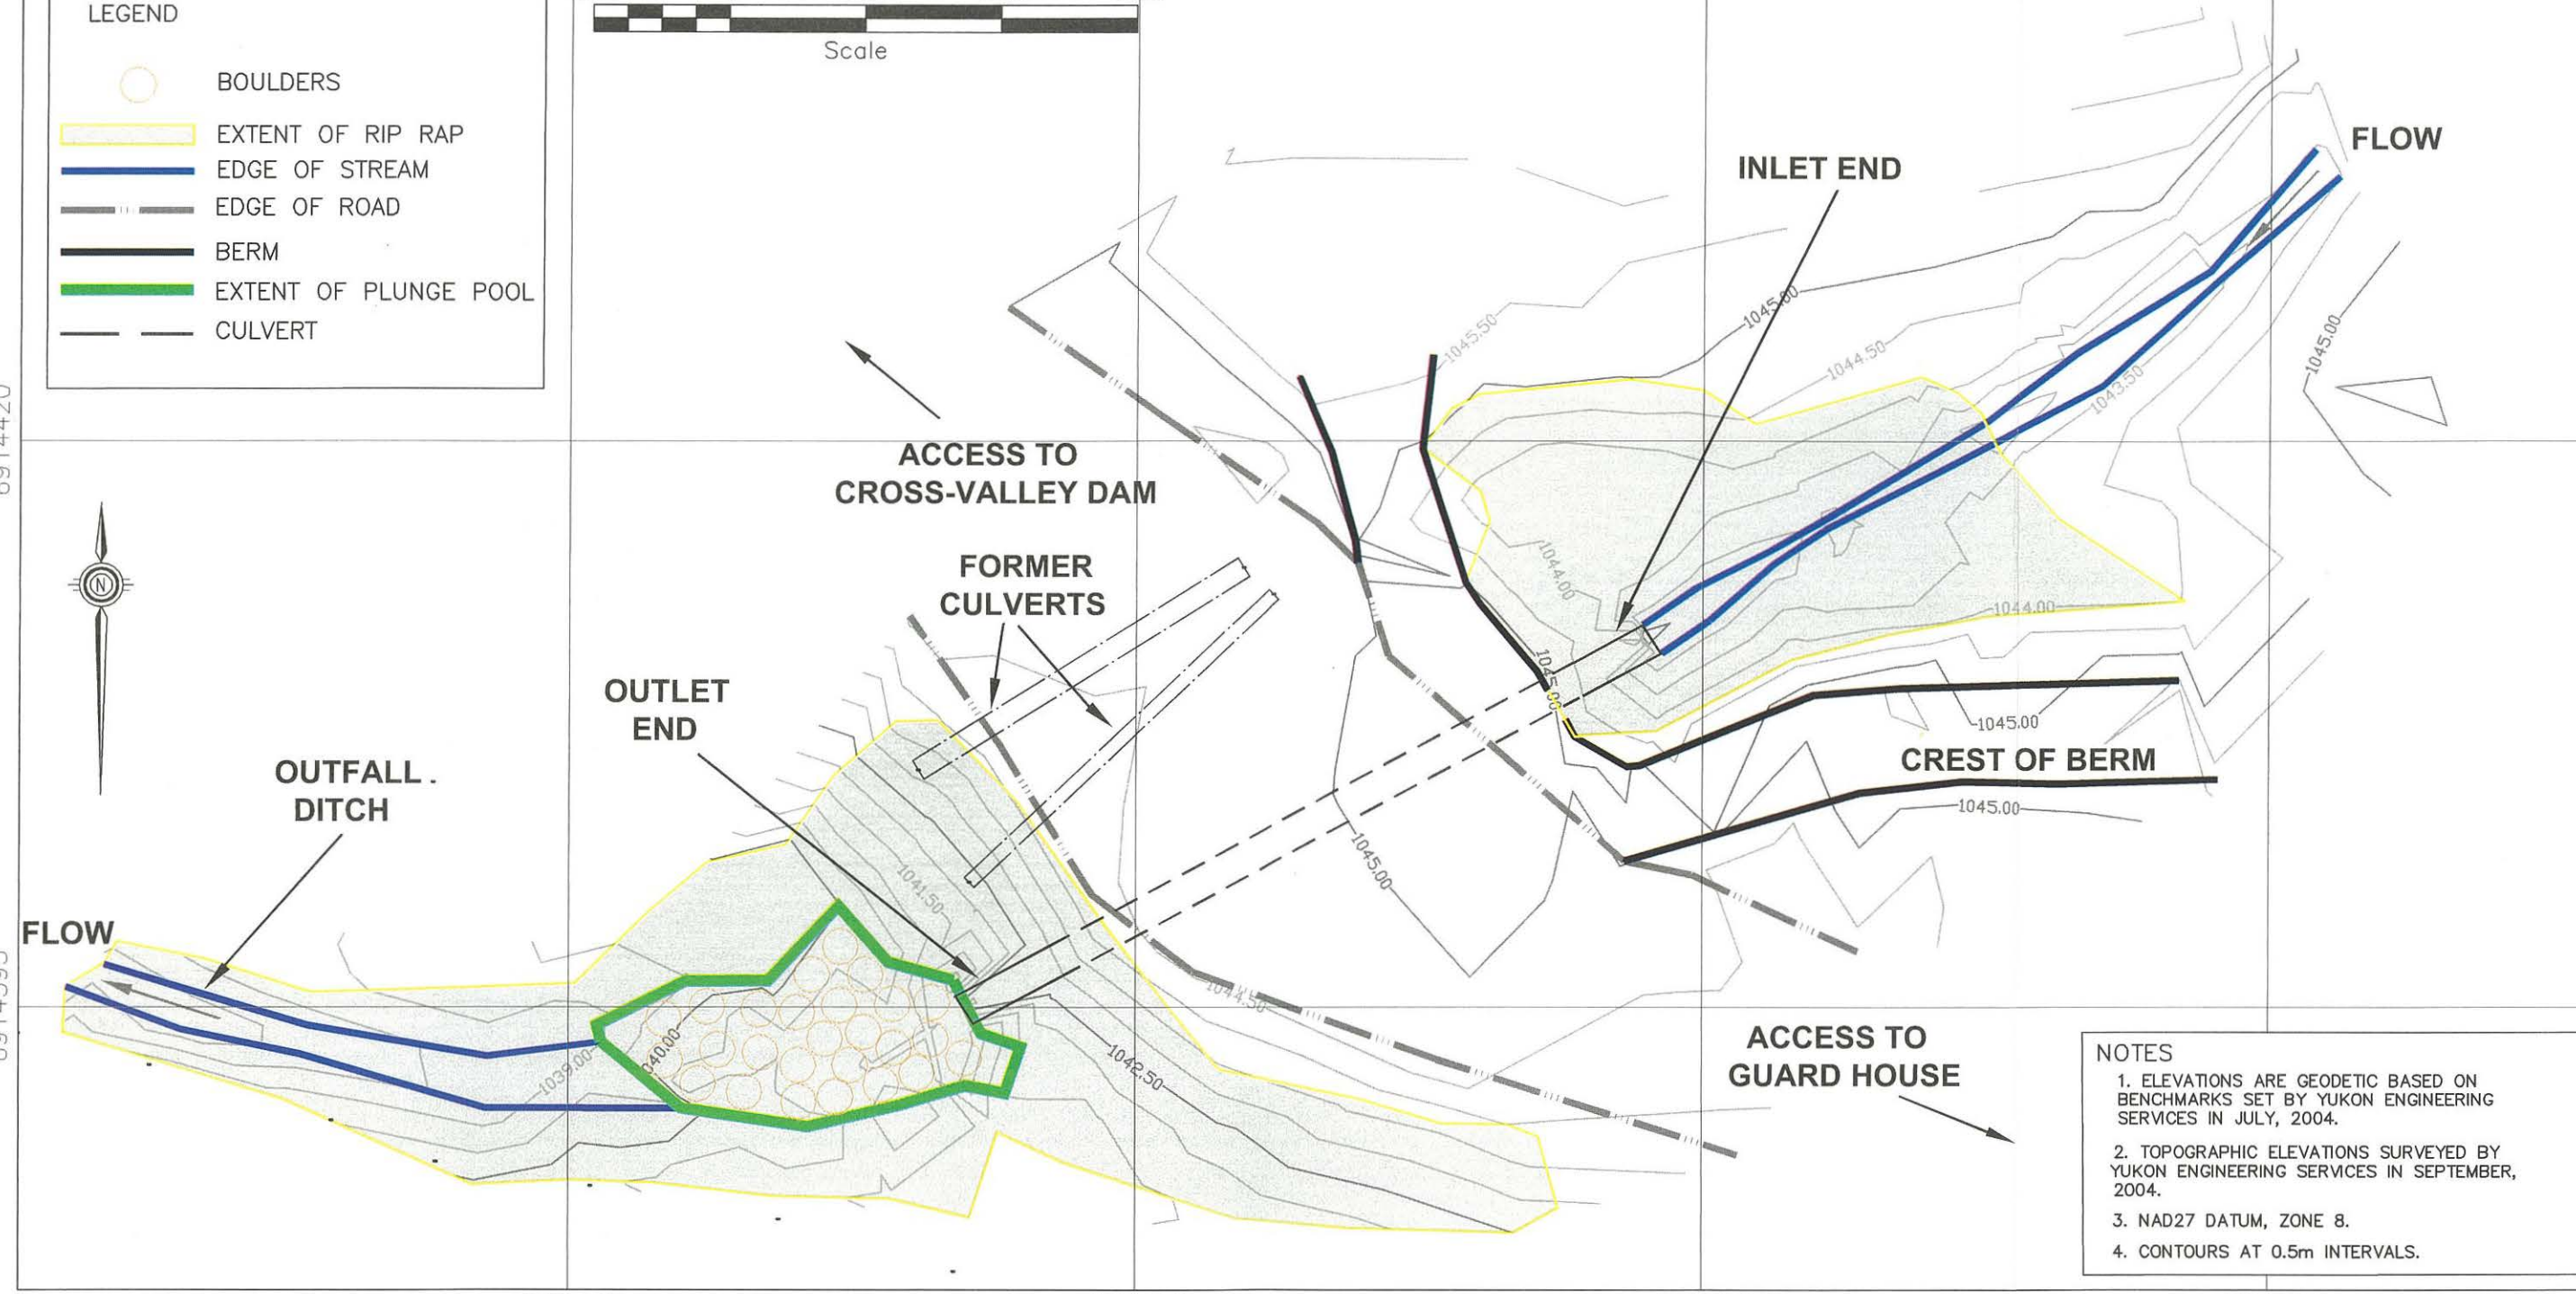 LEGEND
BOULDERS
EXTENT OF RIP RAP
EDGE OF STREAM
EDGE OF ROAD
BERM
EXTENT OF PLUNGE POOL
CULVERT
Scale
FLOW
INLET END
1045.50
1045.00
1044.50
1043.50
1045.00
6914420
ACCESS TO
CROSS-VALLEY DAM
N
FORMER
CULVERTS
1044.00
1044.00
1045.00
OUTLET
END
1045.00
CREST OF BERM
1045.00
OUTFALL .
DITCH
1045.00
1041.50
FLOW
1044.50
1039.00
1042.50
ACCESS TO
GUARD HOUSE
NOTES
1. ELEVATIONS ARE GEODETIC BASED ON
BENCHMARKS SET BY YUKON ENGINEERING
SERVICES IN JULY, 2004.
2. TOPOGRAPHIC ELEVATIONS SURVEYED BY
YUKON ENGINEERING SERVICES IN SEPTEMBER,
2004.
3. NAD27 DATUM, ZONE 8.
4. CONTOURS AT 0.5m INTERVALS.